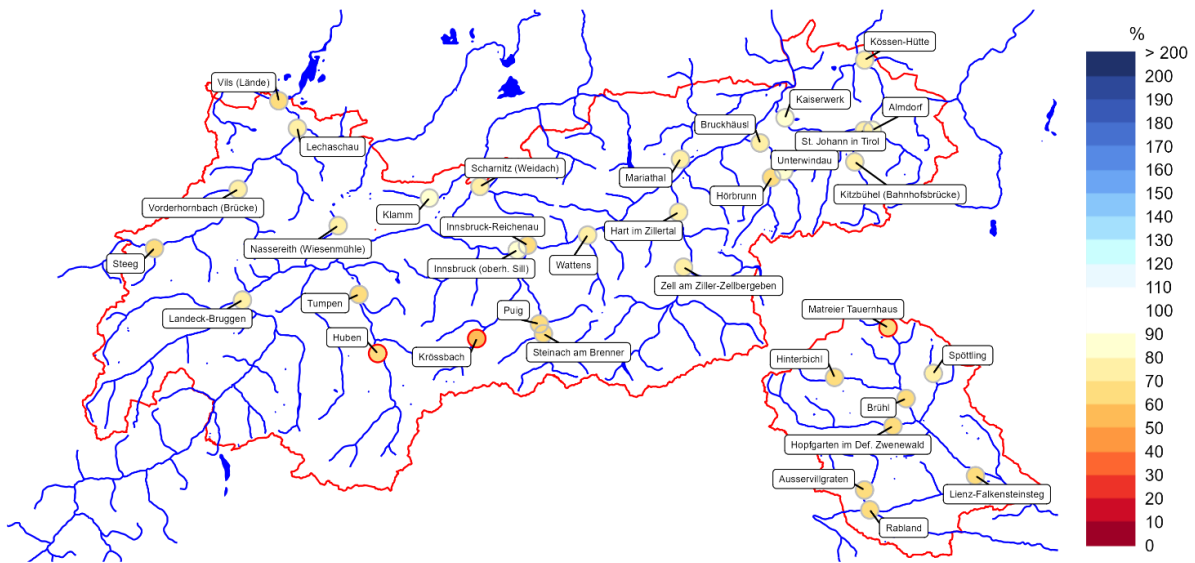 Kössen-Hütte
%
> 200
Vils (Lände)
200
Kaiserwerk
Almdorf
190
Bruckhäusl
180
Lechaschau
St. Johann in Tirol
170
Scharnitz (Weidach)
Unterwindau
160
Mariathal
Vorderhornbach (Brücke)
Klamm
Hörbrunn
Kitzbühel (Bahnhofsbrücke)
150
Innsbruck-Reichenau
Hart im Zillertal
140
Nassereith (Wiesenmühle)
130
Steeg
Innsbruck (oberh. Sill)
Wattens
120
Zell am Ziller-Zellbergeben
110
Tumpen
Puig
Matreier Tauernhaus
100
Landeck-Bruggen
Huben
90
Krössbach
Steinach am Brenner
Hinterbichl
Spöttling
80
70
Brühl
60
Hopfgarten im Def. Zwenewald
50
40
Ausservillgraten
30
Lienz-Falkensteinsteg
20
Rabland
10
0